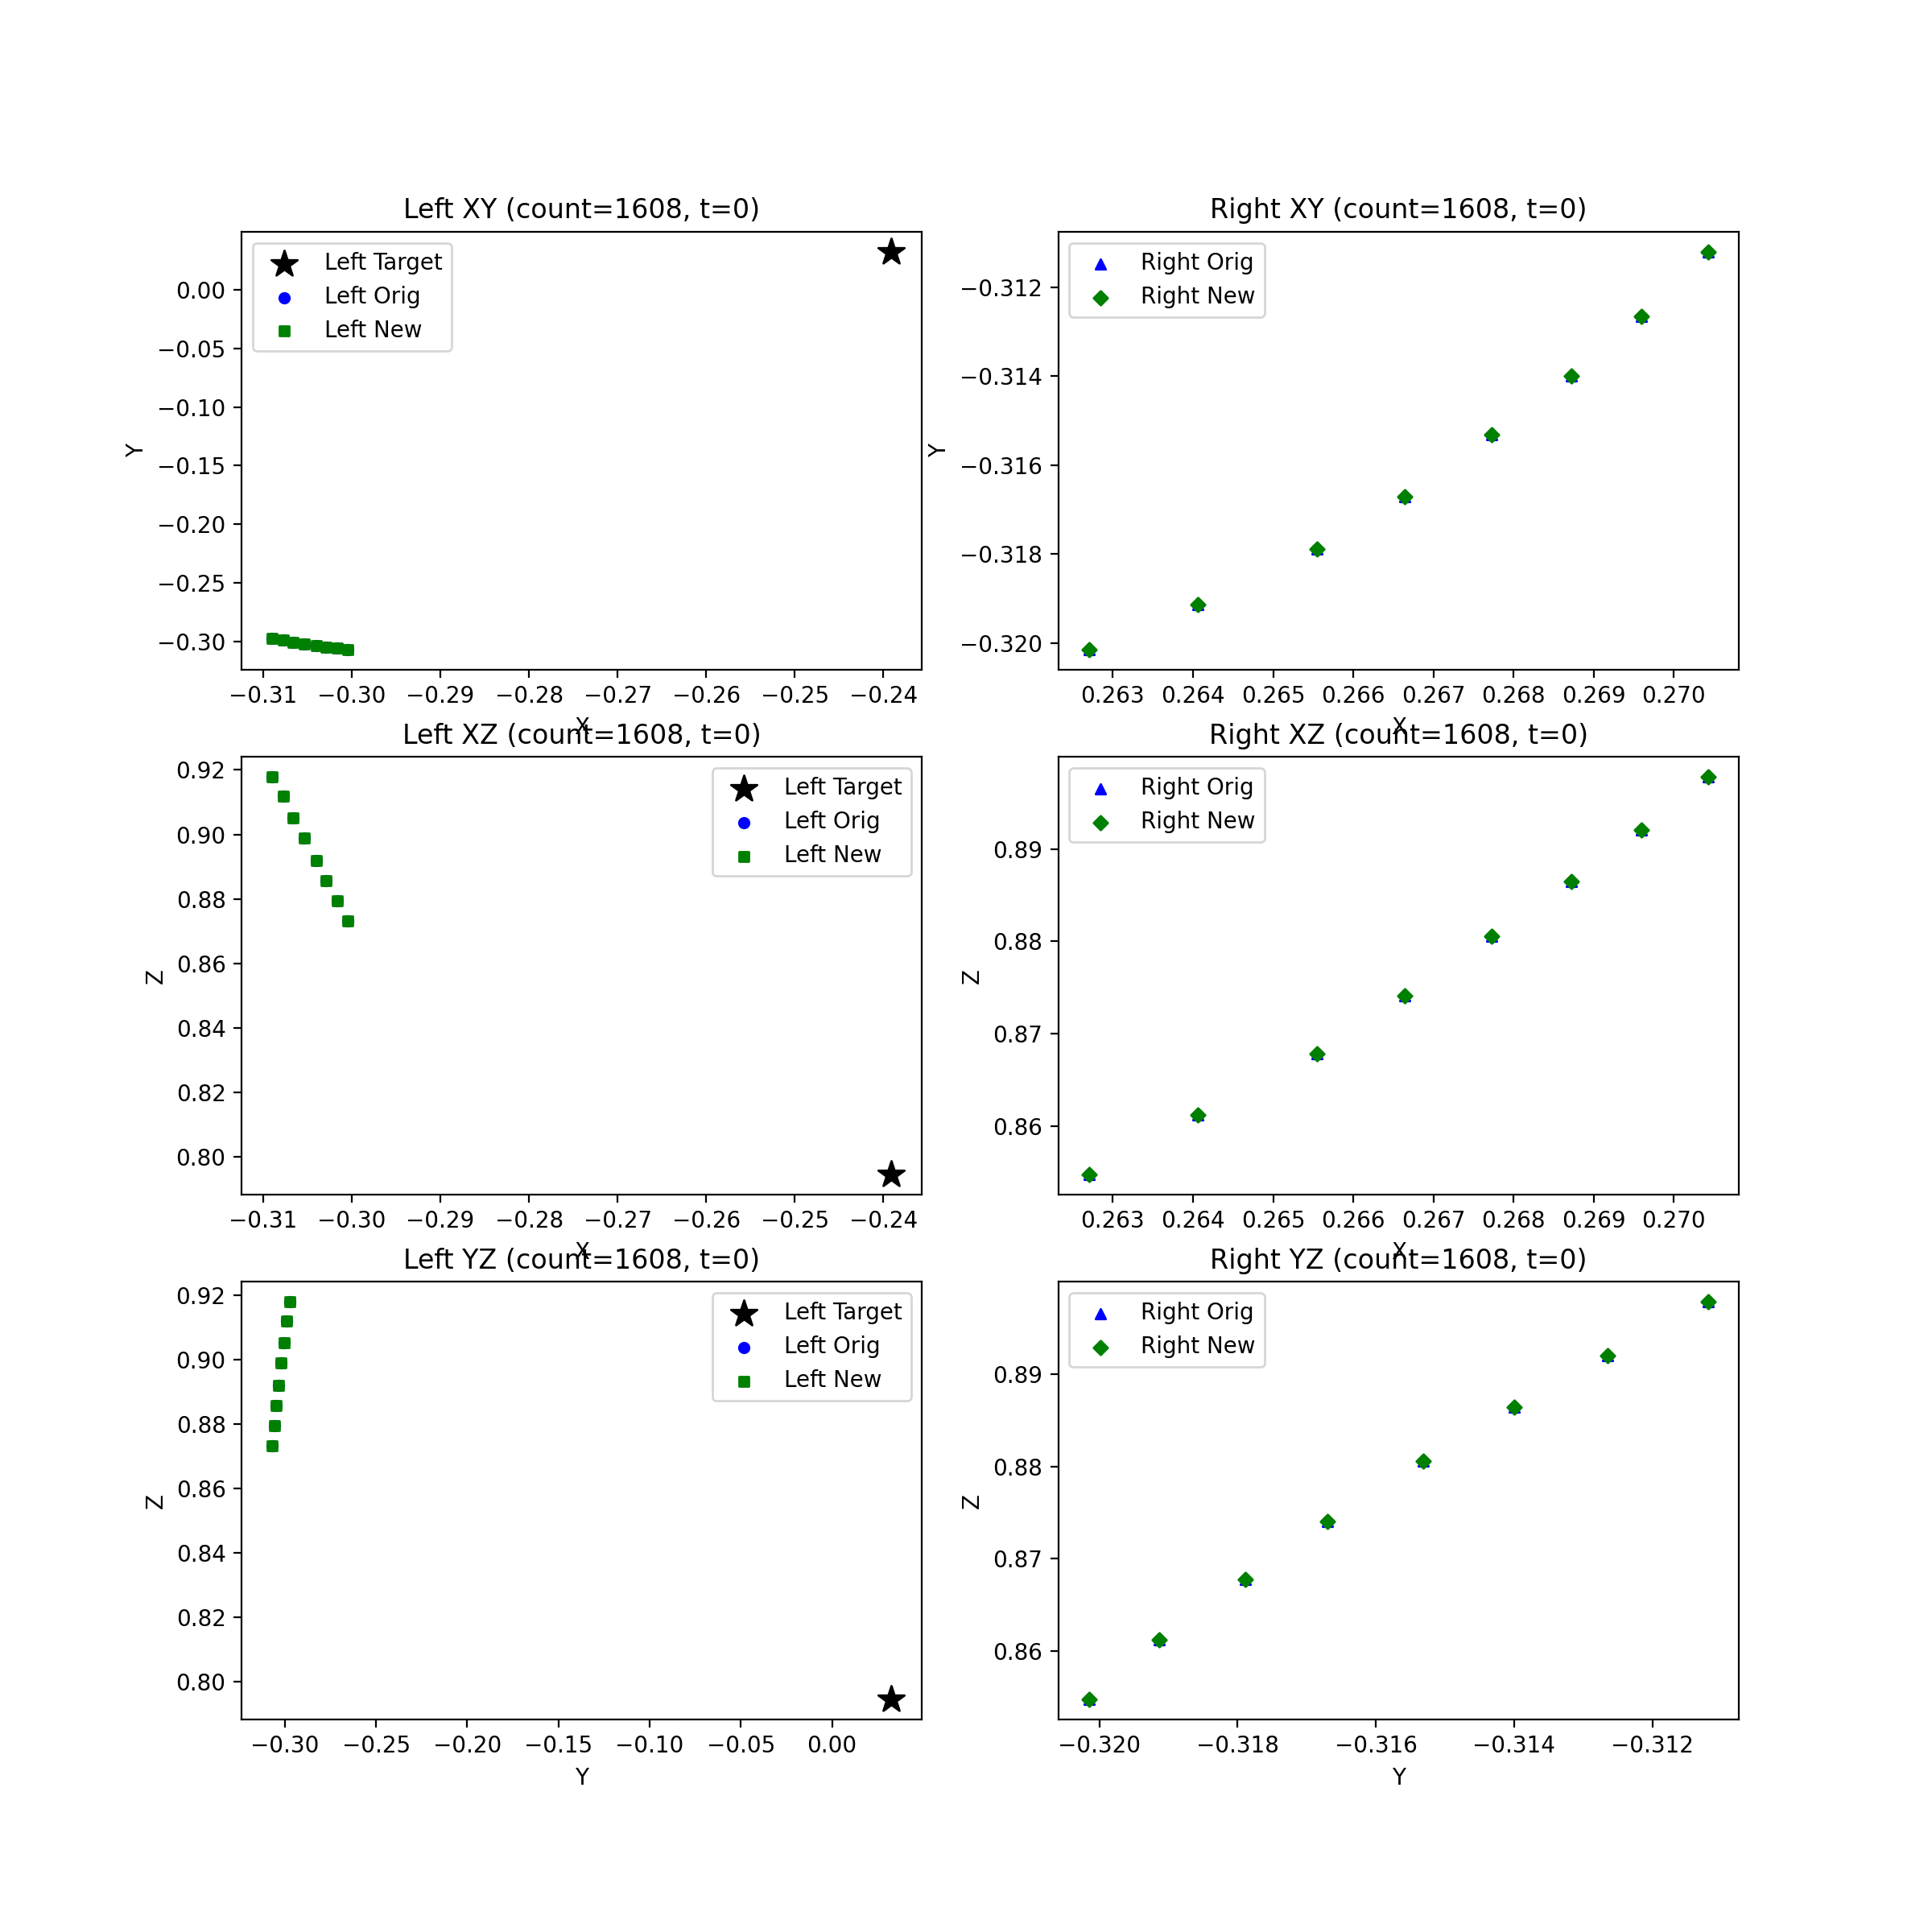 Left XY (count=1608, t=0)
Left Target
Left Orig
Left New
0.00
−0.05
−0.10
−0.15
−0.20
−0.25
−0.30
Y
−0.31 −0.30 −0.29 −0.28 −0.27 −0.26 −0.25 −0.24
X
Right XY (count=1608, t=0)
Right Orig
Right New
−0.312
−0.314
−0.316
−0.318
−0.320
Y
0.263 0.264 0.265 0.266 0.267 0.268 0.269 0.270
X
Left XZ (count=1608, t=0)
Left Target
Left Orig
Left New
0.92
0.90
0.88
0.86
0.84
0.82
0.80
Z
−0.31 −0.30 −0.29 −0.28 −0.27 −0.26 −0.25 −0.24
X
Right XZ (count=1608, t=0)
Right Orig
Right New
0.89
0.88
0.87
0.86
Z
0.263 0.264 0.265 0.266 0.267 0.268 0.269 0.270
X
Left YZ (count=1608, t=0)
Left Target
Left Orig
Left New
0.92
0.90
0.88
0.86
0.84
0.82
0.80
Z
−0.30 −0.25 −0.20 −0.15 −0.10 −0.05 0.00
Y
Right YZ (count=1608, t=0)
Right Orig
Right New
0.89
0.88
0.87
0.86
Z
−0.320 −0.318 −0.316 −0.314 −0.312
Y